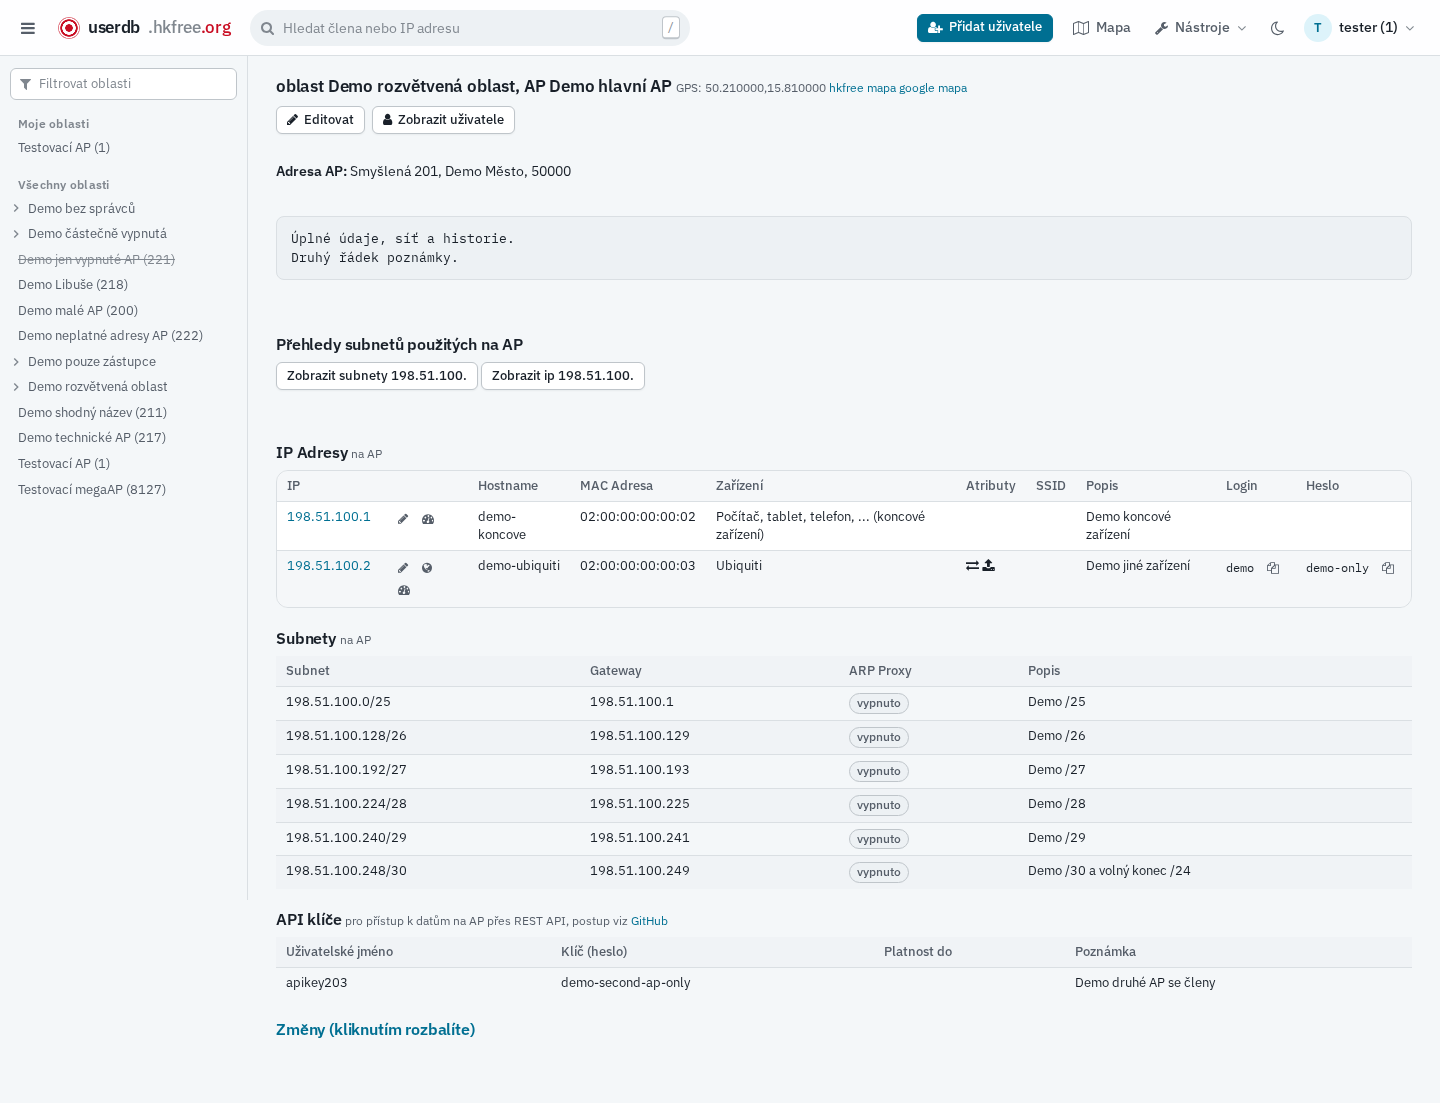 userdb .hkfree.org
Hledat člena nebo IP adresu
/
Přidat uživatele
Mapa
Nástroje
T
tester (1)
Filtrovat oblasti
Moje oblasti
Testovací AP (1)
Všechny oblasti
Demo bez správců
Demo částečně vypnutá
Demo jen vypnuté AP (221)
Demo Libuše (218)
Demo malé AP (200)
Demo neplatné adresy AP (222)
Demo pouze zástupce
Demo rozvětvená oblast
Demo shodný název (211)
Demo technické AP (217)
Testovací AP (1)
Testovací megaAP (8127)
oblast Demo rozvětvená oblast, AP Demo hlavní AP GPS: 50.210000,15.810000 hkfree mapa google mapa
Editovat
Zobrazit uživatele
Adresa AP: Smyšlená 201, Demo Město, 50000
Úplné údaje, síť a historie.
Druhý řádek poznámky.
Přehledy subnetů použitých na AP
Zobrazit subnety 198.51.100.
Zobrazit ip 198.51.100.
IP Adresy na AP
IP Hostname MAC Adresa Zařízení Atributy SSID Popis Login Heslo
198.51.100.1 demo-koncove 02:00:00:00:00:02 Počítač, tablet, telefon, ... (koncové zařízení) Demo koncové zařízení
198.51.100.2 demo-ubiquiti 02:00:00:00:00:03 Ubiquiti Demo jiné zařízení demo demo-only
Subnety na AP
Subnet Gateway ARP Proxy Popis
198.51.100.0/25 198.51.100.1 vypnuto Demo /25
198.51.100.128/26 198.51.100.129 vypnuto Demo /26
198.51.100.192/27 198.51.100.193 vypnuto Demo /27
198.51.100.224/28 198.51.100.225 vypnuto Demo /28
198.51.100.240/29 198.51.100.241 vypnuto Demo /29
198.51.100.248/30 198.51.100.249 vypnuto Demo /30 a volný konec /24
API klíče pro přístup k datům na AP přes REST API, postup viz GitHub
Uživatelské jméno Klíč (heslo) Platnost do Poznámka
apikey203 demo-second-ap-only Demo druhé AP se členy
Změny (kliknutím rozbalíte)